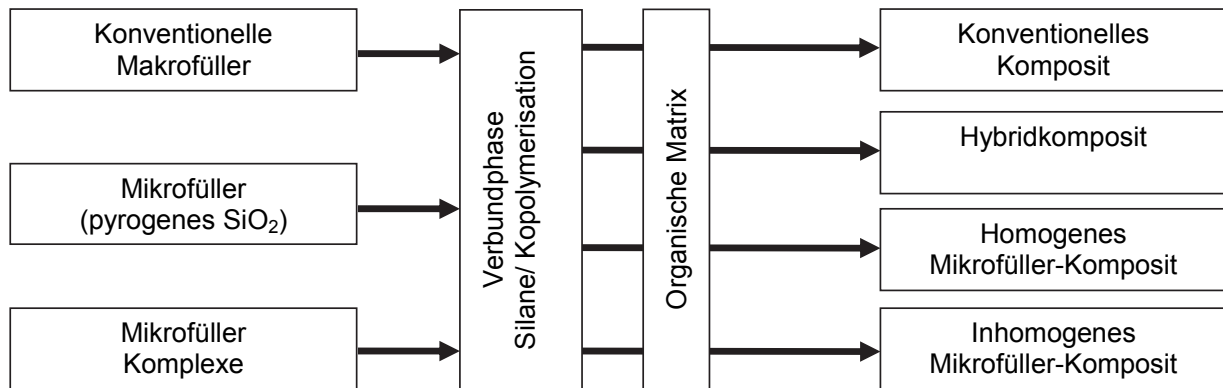 Konventionelle
Makrofüller
Mikrofüller
(pyrogenes SiO₂)
Mikrofüller
Komplexe
Verbundphase
Silane/ Kopolymerisation
Organische Matrix
Konventionelles
Komposit
Hybridkomposit
Homogenes
Mikrofüller-Komposit
Inhomogenes
Mikrofüller-Komposit